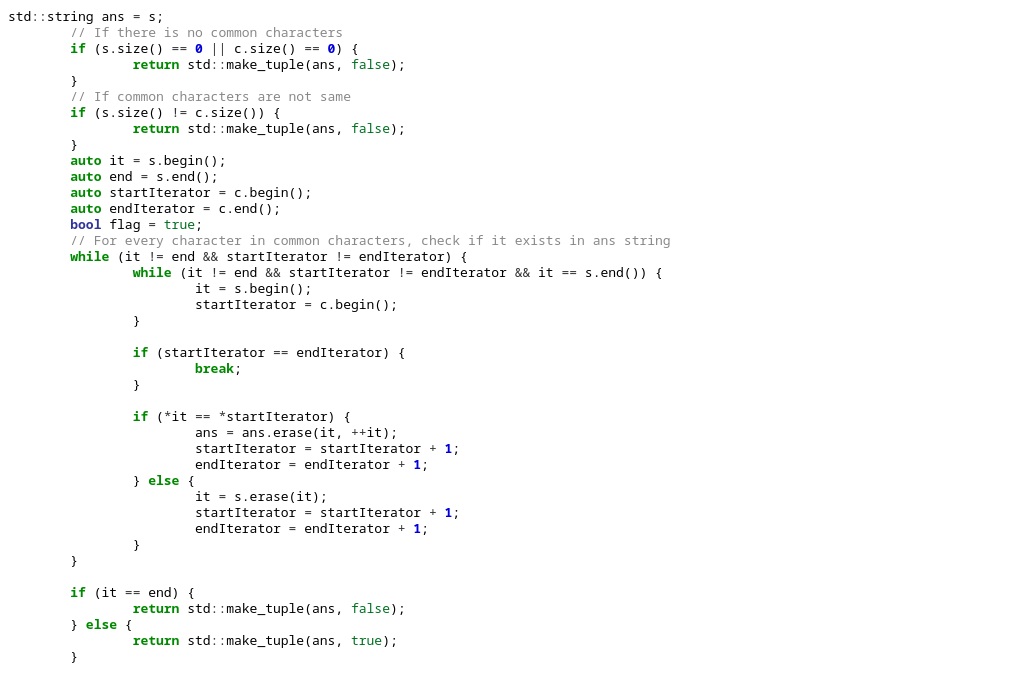 std::string ans = s;
        // If there is no common characters
        if (s.size() == 0 || c.size() == 0) {
                return std::make_tuple(ans, false);
        }
        // If common characters are not same
        if (s.size() != c.size()) {
                return std::make_tuple(ans, false);
        }
        auto it = s.begin();
        auto end = s.end();
        auto startIterator = c.begin();
        auto endIterator = c.end();
        bool flag = true;
        // For every character in common characters, check if it exists in ans string
        while (it != end && startIterator != endIterator) {
                while (it != end && startIterator != endIterator && it == s.end()) {
                        it = s.begin();
                        startIterator = c.begin();
                }

                if (startIterator == endIterator) {
                        break;
                }

                if (*it == *startIterator) {
                        ans = ans.erase(it, ++it);
                        startIterator = startIterator + 1;
                        endIterator = endIterator + 1;
                } else {
                        it = s.erase(it);
                        startIterator = startIterator + 1;
                        endIterator = endIterator + 1;
                }
        }

        if (it == end) {
                return std::make_tuple(ans, false);
        } else {
                return std::make_tuple(ans, true);
        }